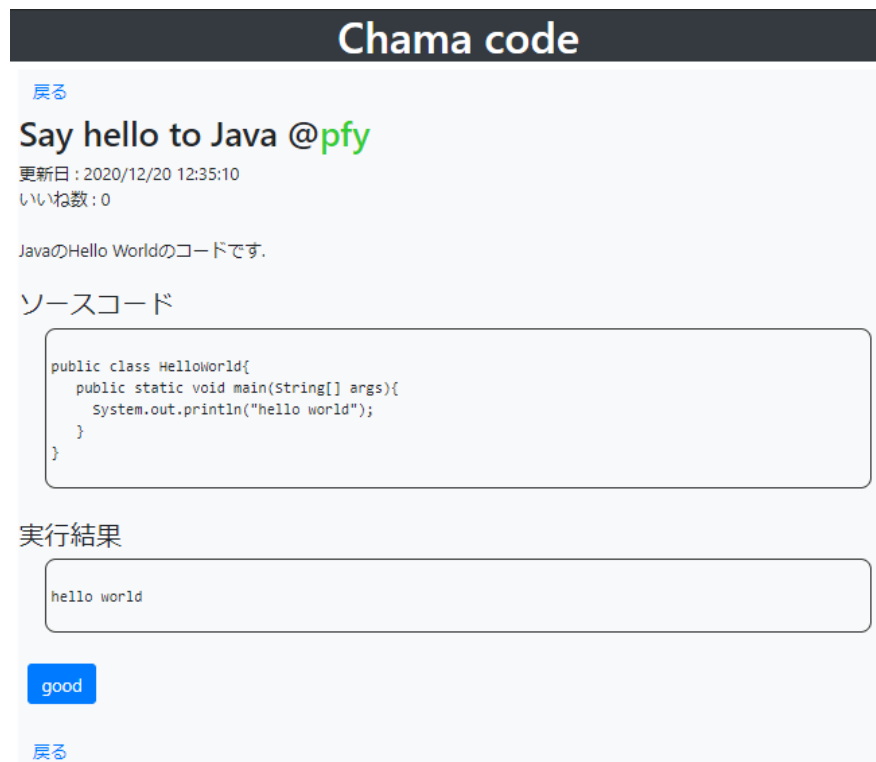 Chama code
戻る
Say hello to Java @pfy
更新日 : 2020/12/20 12:35:10
いいね数 : 0
JavaのHello Worldのコードです.
ソースコード
public class HelloWorld{
   public static void main(String[] args){
     System.out.println("hello world");
   }
}
実行結果
hello world
good
戻る